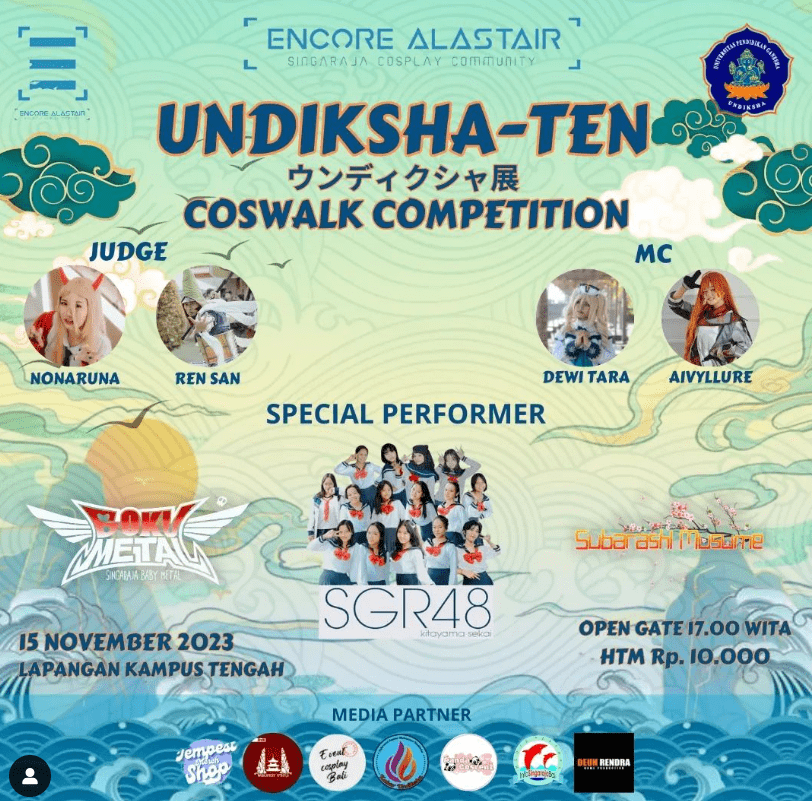 ENCORE ALASTAIR
SINGARAJA COSPLAY COMMUNITY
ENCORE ALASTAIR
UNIVERSITAS PENDIDIKAN GANESHA
UNDIKSHA
UNDIKSHA-TEN
ウンディクシャ展
COSWALK COMPETITION
JUDGE
MC
NONARUNA
REN SAN
DEWI TARA
AIVYLLURE
SPECIAL PERFORMER
BOKU
METAL
SINGARAJA BABY METAL
SGR48
kitayama sekai
Subarashi Musume
15 NOVEMBER 2023
LAPANGAN KAMPUS TENGAH
OPEN GATE 17.00 WITA
HTM Rp. 10.000
MEDIA PARTNER
Tempest
Shop
Event
cosplay
Bali
DEUN RENDRA